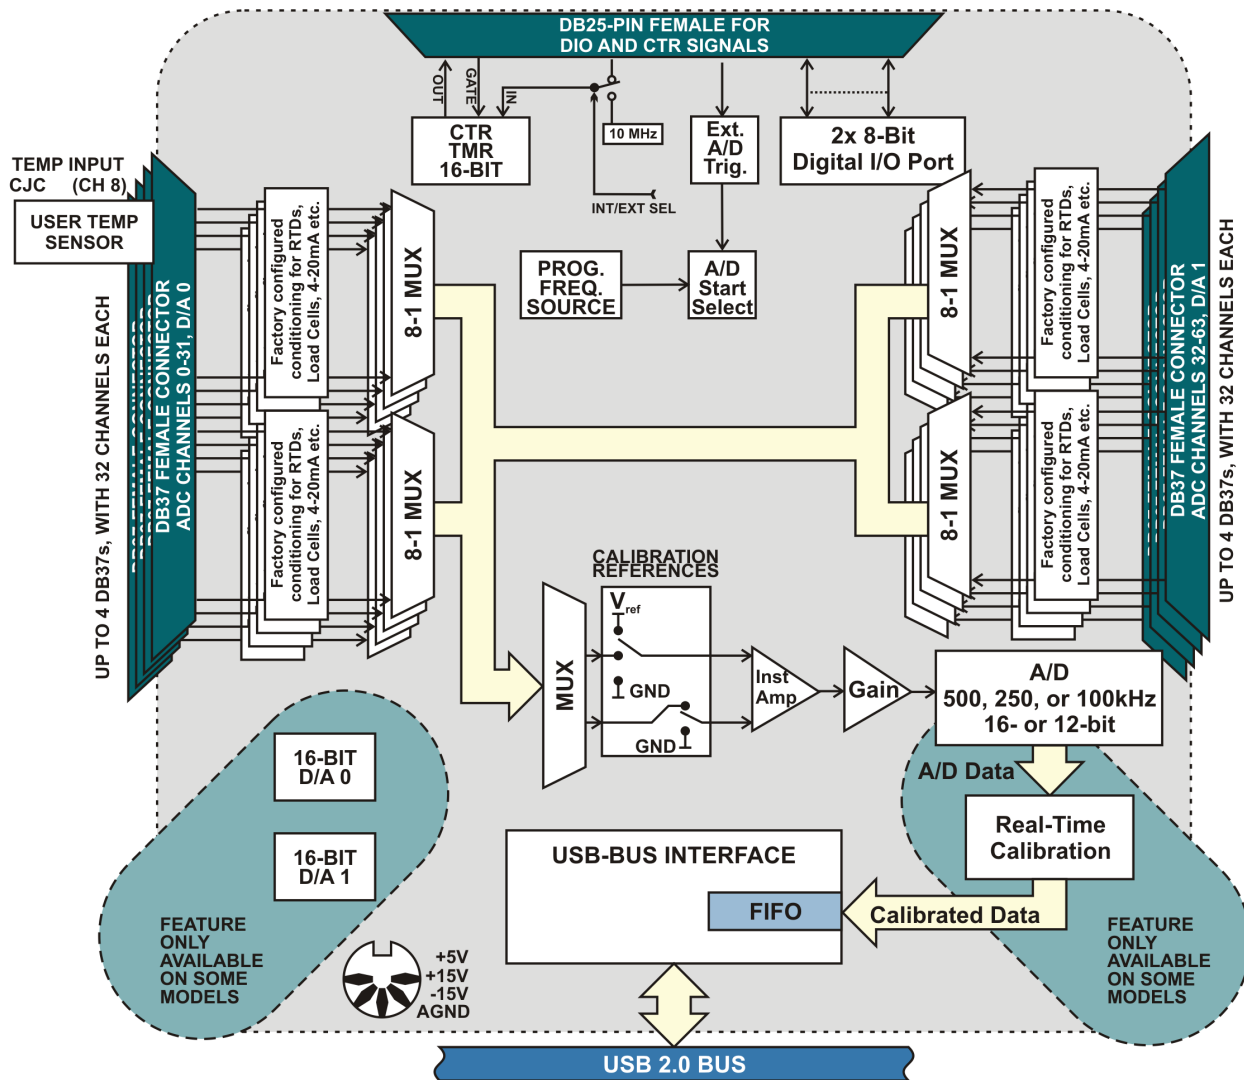 DB25-PIN FEMALE FOR
DIO AND CTR SIGNALS
OUT
GATE
IN
CTR
TMR
16-BIT
10 MHz
INT/EXT SEL
Ext.
A/D
Trig.
2x 8-Bit
Digital I/O Port
TEMP INPUT
CJC (CH 8)
USER TEMP
SENSOR
UP TO 4 DB37s, WITH 32 CHANNELS EACH
DB37 FEMALE CONNECTOR
ADC CHANNELS 0-31, D/A 0
Factory configured
conditioning for RTDs,
Load Cells, 4-20mA etc.
8-1 MUX
Factory configured
conditioning for RTDs,
Load Cells, 4-20mA etc.
8-1 MUX
PROG.
FREQ.
SOURCE
A/D
Start
Select
8-1 MUX
Factory configured
conditioning for RTDs,
Load Cells, 4-20mA etc.
8-1 MUX
Factory configured
conditioning for RTDs,
Load Cells, 4-20mA etc.
DB37 FEMALE CONNECTOR
ADC CHANNELS 32-63, D/A 1
UP TO 4 DB37s, WITH 32 CHANNELS EACH
CALIBRATION
REFERENCES
MUX
Vref
GND
GND
Inst
Amp
Gain
A/D
500, 250, or 100kHz
16- or 12-bit
A/D Data
Real-Time
Calibration
Calibrated Data
16-BIT
D/A 0
16-BIT
D/A 1
FEATURE
ONLY
AVAILABLE
ON SOME
MODELS
+5V
+15V
-15V
AGND
USB-BUS INTERFACE
FIFO
FEATURE
ONLY
AVAILABLE
ON SOME
MODELS
USB 2.0 BUS